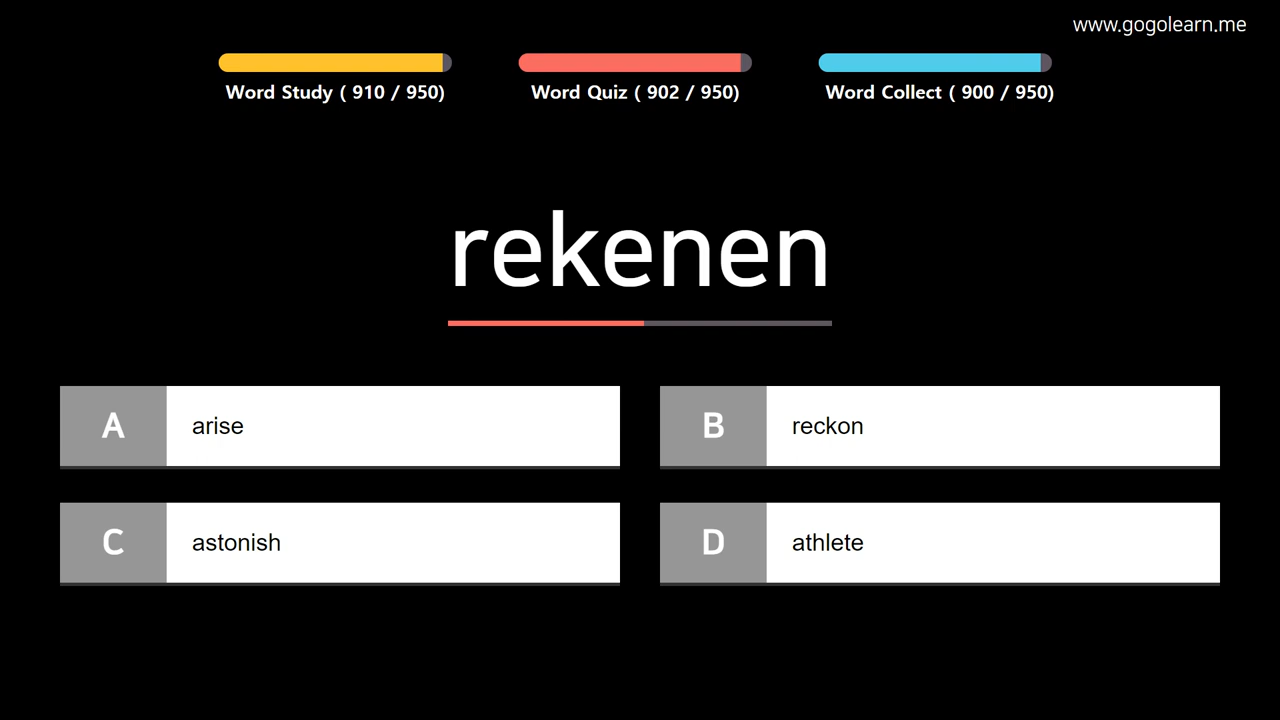 www.gogolearn.me
Word Study ( 910 / 950)
Word Quiz ( 902 / 950)
Word Collect ( 900 / 950)
rekenen
A arise
B reckon
C astonish
D athlete